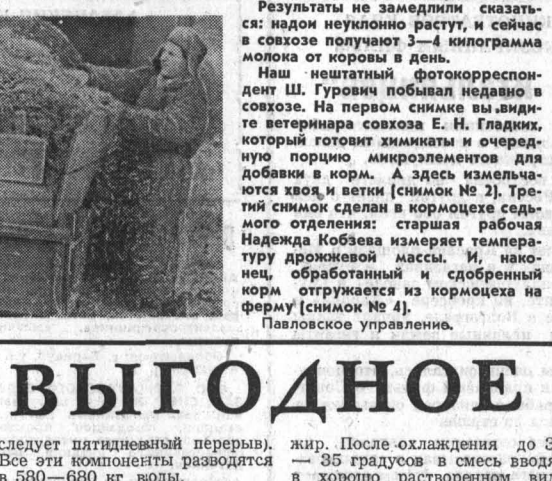 Результаты не замедлили сказать-
ся: надои неуклонно растут, и сейчас
в совхозе получают 3—4 килограмма
молока от коровы в день.
Наш нештатный фотокорреспон-
дент Ш. Гурович побывал недавно в
совхозе. На первом снимке вы види-
те ветеринара совхоза Е. Н. Гладких,
который готовит химикаты и очеред-
ную порцию микроэлементов для
добавки в корм. А здесь измельча-
ются хвоя и ветки (снимок № 2). Тре-
тий снимок сделан в кормоцехе седь-
мого отделения: старшая рабочая
Надежда Кобзева измеряет темпера-
туру дрожжевой массы. И, нако-
нец, обработанный и сдобренный
корм отгружается из кормоцеха на
ферму (снимок № 4).
Павловское управление.
ВЫГОДНОЕ
следует пятидневный перерыв).
Все эти компоненты разводятся
в 580—680 кг воды.
жир. После охлаждения до 3
— 35 градусов в смесь вводя
в хорошо растворенном вид